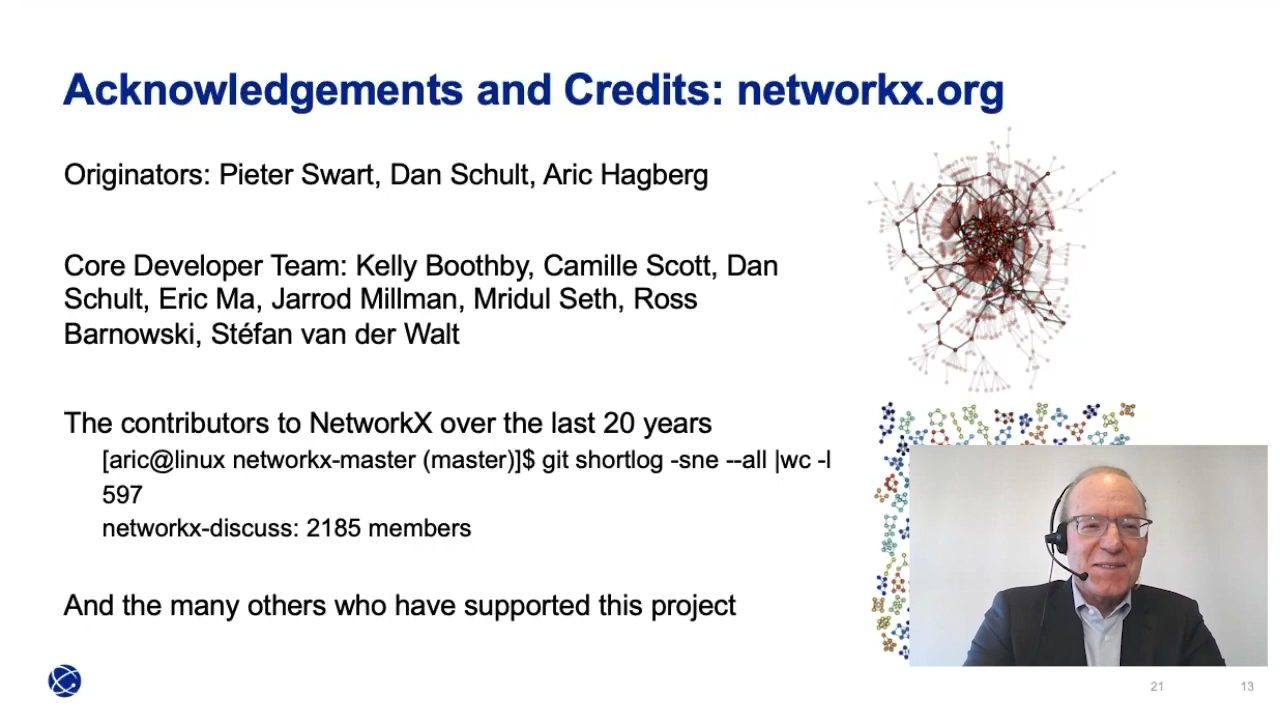 Acknowledgements and Credits: networkx.org
Originators: Pieter Swart, Dan Schult, Aric Hagberg
Core Developer Team: Kelly Boothby, Camille Scott, Dan
Schult, Eric Ma, Jarrod Millman, Mridul Seth, Ross
Barnowski, Stéfan van der Walt
The contributors to NetworkX over the last 20 years
[aric@linux networkx-master (master)]$ git shortlog -sne --all |wc -l
597
networkx-discuss: 2185 members
And the many others who have supported this project
21 13